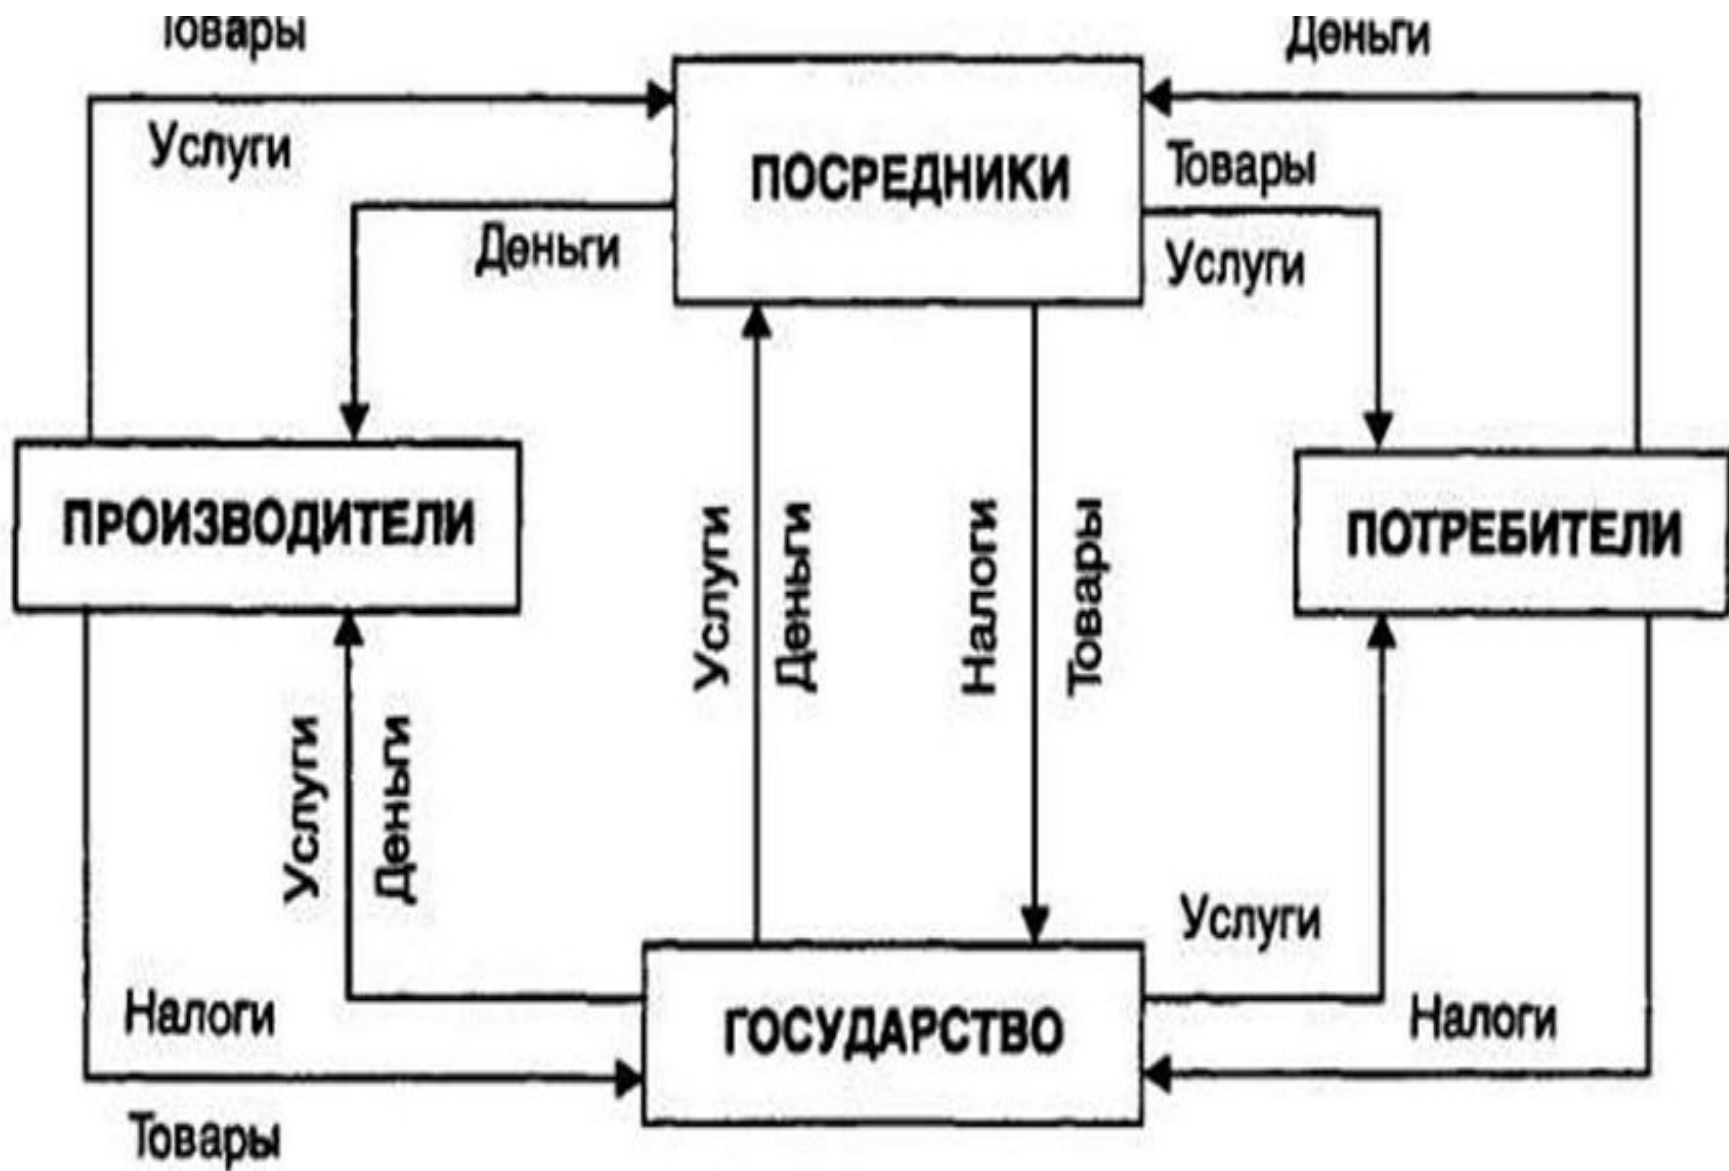 Товары
Деньги
Услуги
ПОСРЕДНИКИ
Товары
Деньги
Услуги
ПРОИЗВОДИТЕЛИ
Услуги
Деньги
Налоги
Товары
ПОТРЕБИТЕЛИ
Услуги
Деньги
Услуги
Налоги
ГОСУДАРСТВО
Налоги
Товары